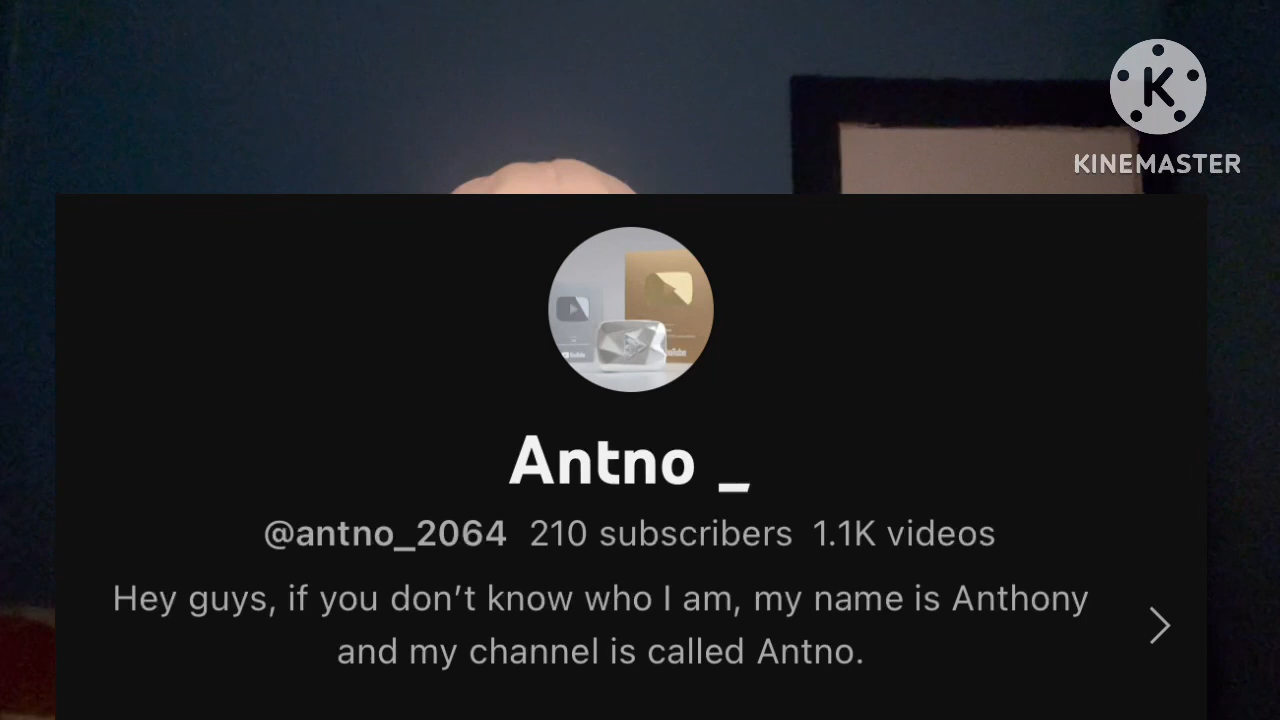 K
KINEMASTER
Antno _
@antno_2064 210 subscribers 1.1K videos
Hey guys, if you don't know who I am, my name is Anthony
and my channel is called Antno.